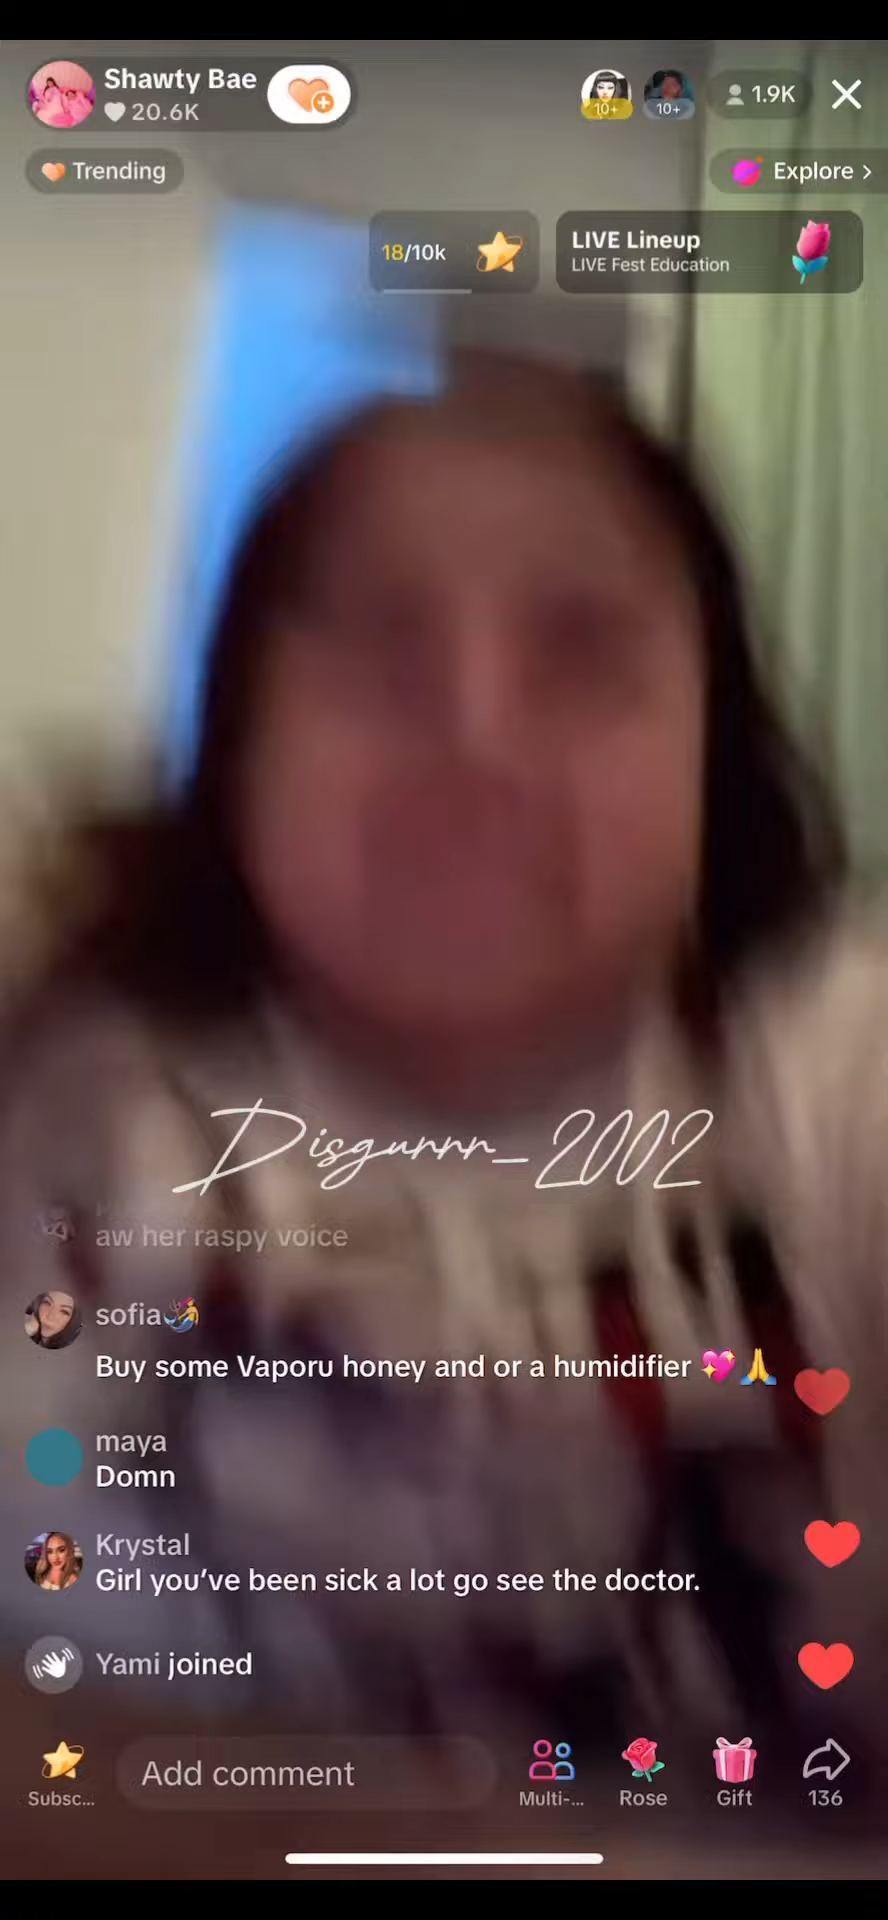 Shawty Bae
20.6K
10+
10+
1.9K
Trending
Explore >
18/10k
LIVE Lineup
LIVE Fest Education
Disgurrr_2002
aw her raspy voice
sofia🧜‍♀️
Buy some Vaporu honey and or a humidifier 💖🙏
maya
Domn
Krystal
Girl you’ve been sick a lot go see the doctor.
Yami joined
Subsc...
Add comment
Multi-...
Rose
Gift
136